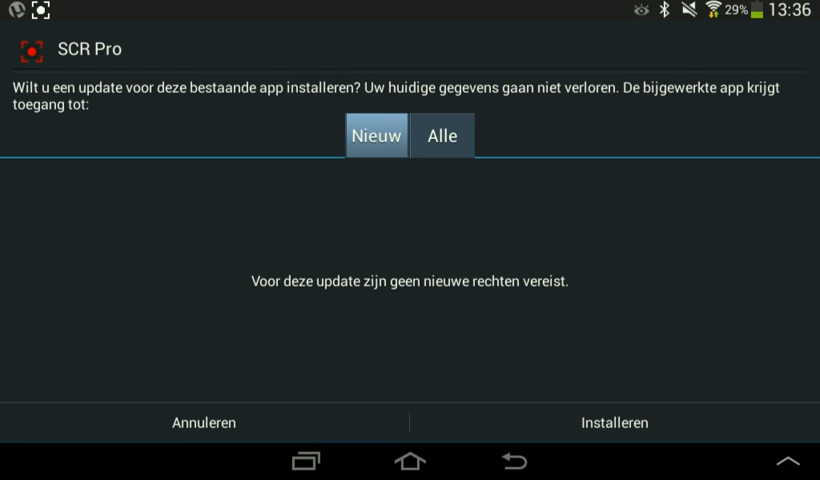 29% 13:36
SCR Pro
Wilt u een update voor deze bestaande app installeren? Uw huidige gegevens gaan niet verloren. De bijgewerkte app krijgt
toegang tot:
Nieuw Alle
Voor deze update zijn geen nieuwe rechten vereist.
Annuleren Installeren